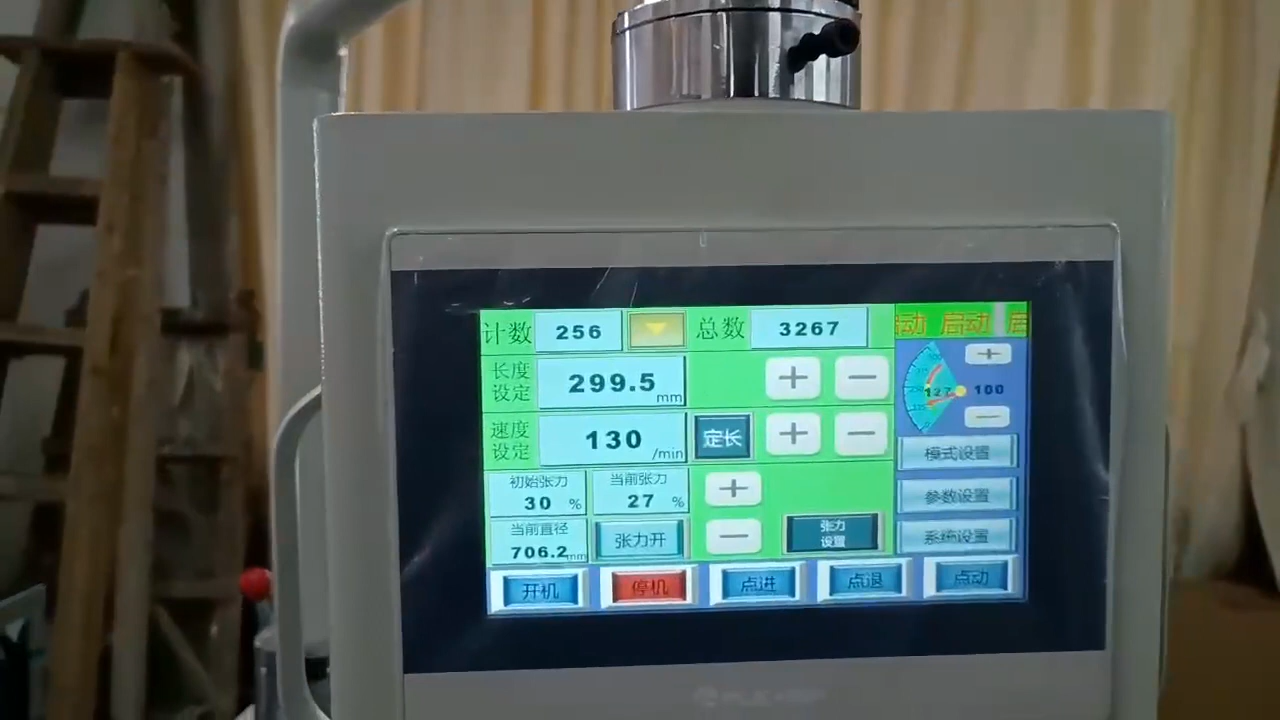 计数 256 总数 3267 启动 启动
长度设定 299.5 mm + −
速度设定 130 /min 定长 + −
初始张力 30 %
当前张力 27 %
+
当前直径 706.2 mm
张力开
−
张力设置
+
127 100
−
模式设置
参数设置
系统设置
开机 停机 点进 点退 点动